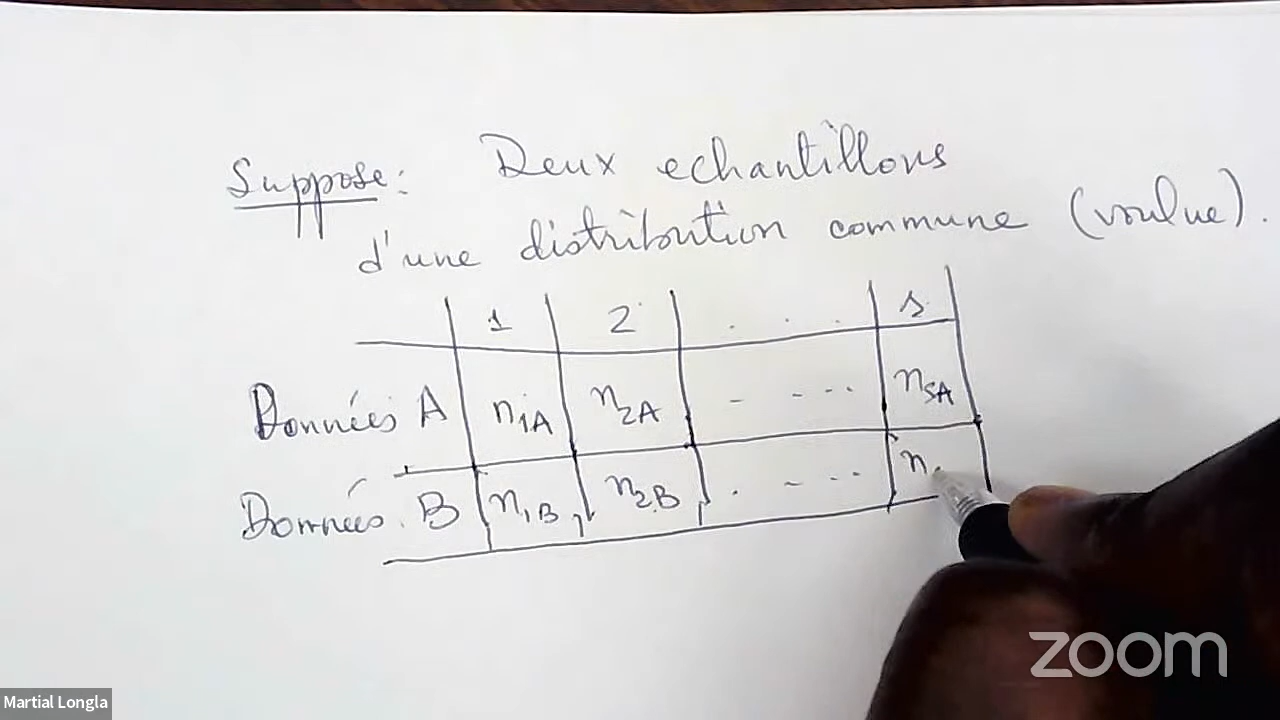 Suppose: Deux echantillons
d'une distribution commune (voulue).
1 2 . . . s
Données A n1A n2A - - - - - nSA
Données B n1B n2B . - - - - n
zoom
Martial Longla